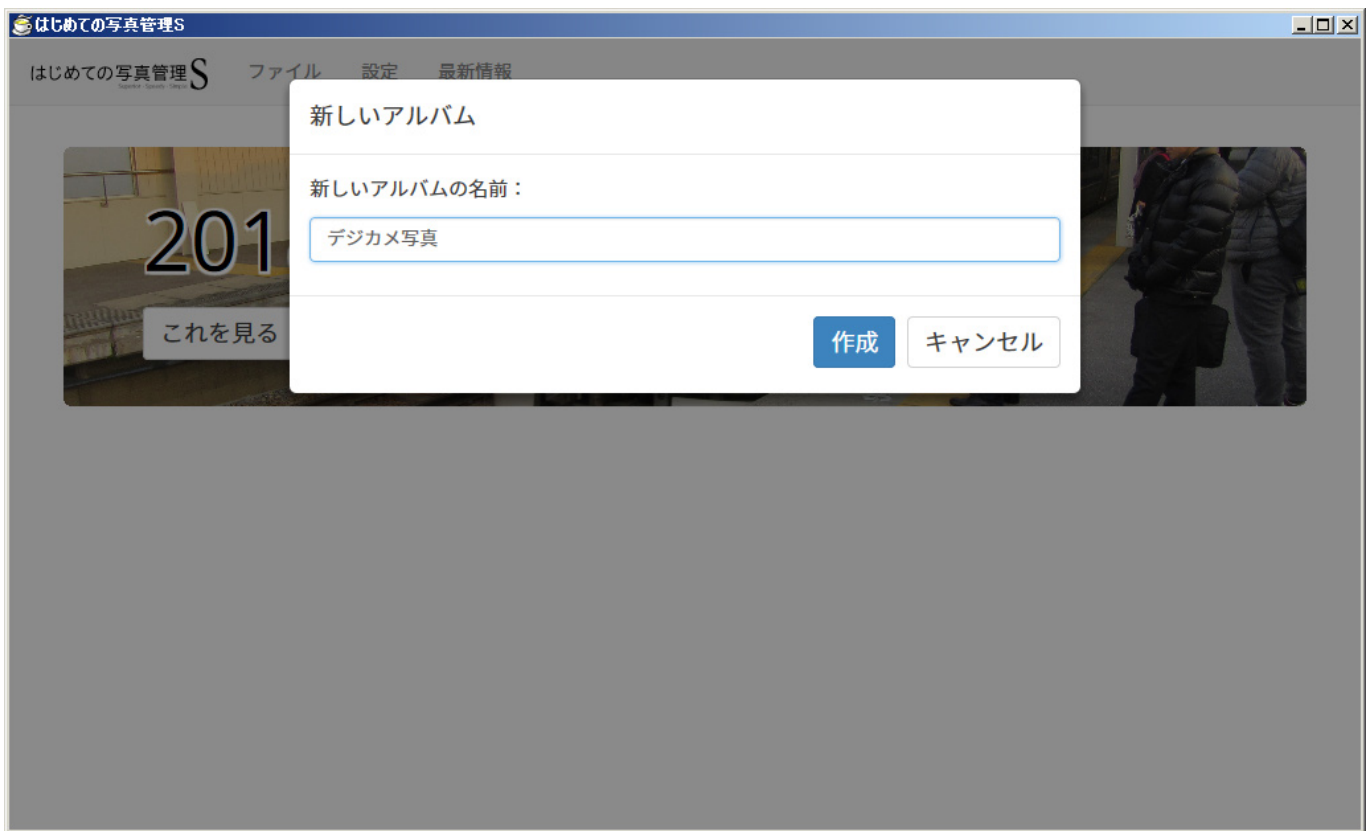 はじめての写真管理S
はじめての写真管理S ファイル 設定 最新情報
新しいアルバム
新しいアルバムの名前：
デジカメ写真
201
これを見る
作成 キャンセル